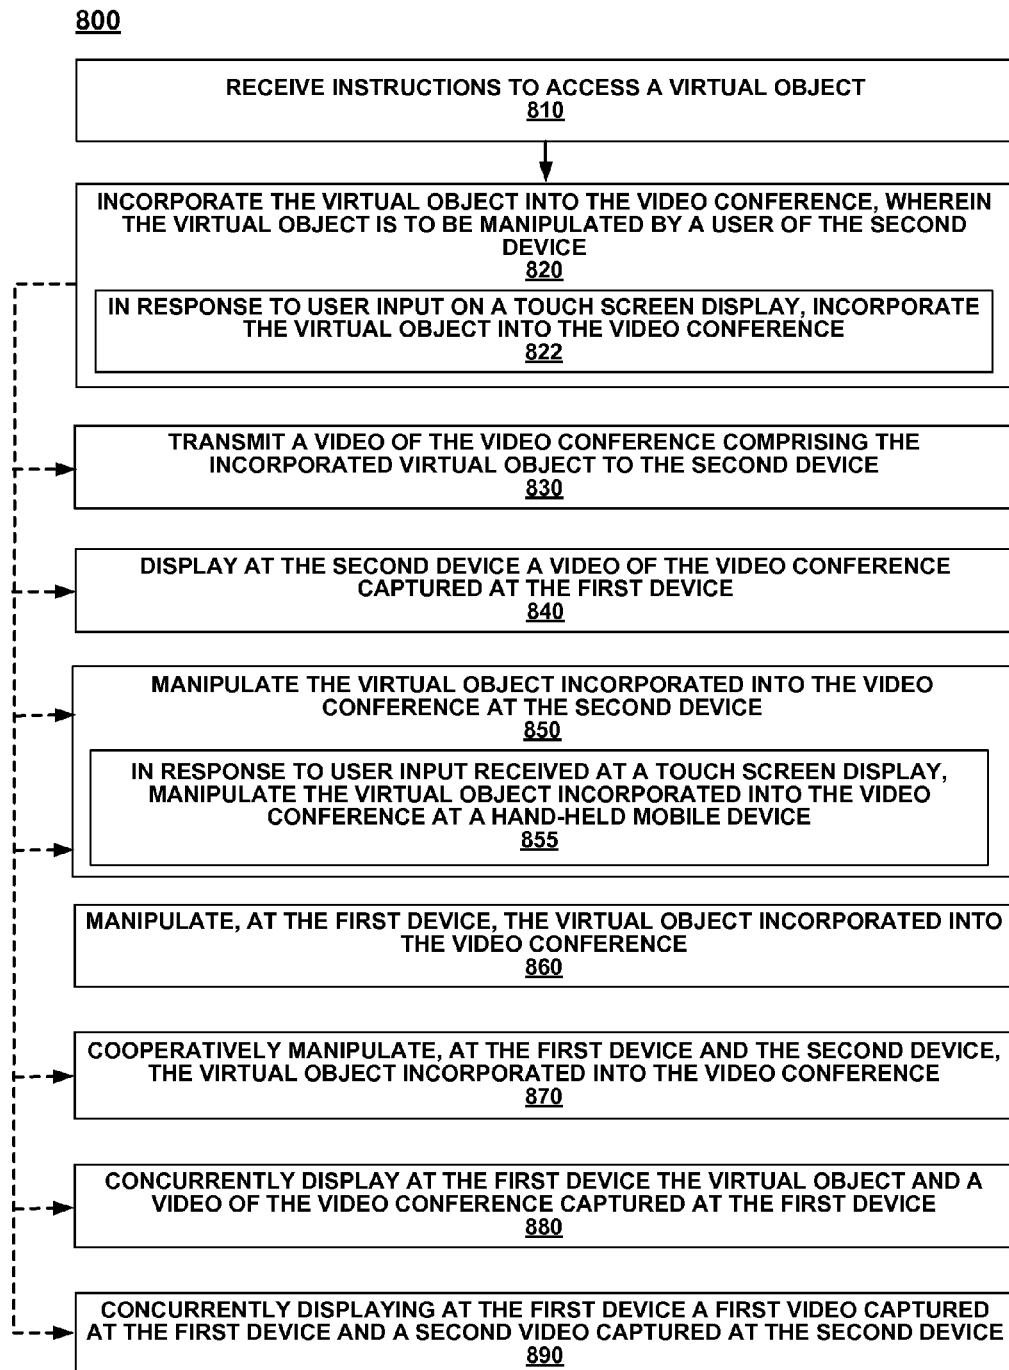 800
RECEIVE INSTRUCTIONS TO ACCESS A VIRTUAL OBJECT
810
INCORPORATE THE VIRTUAL OBJECT INTO THE VIDEO CONFERENCE, WHEREIN
THE VIRTUAL OBJECT IS TO BE MANIPULATED BY A USER OF THE SECOND
DEVICE
820
IN RESPONSE TO USER INPUT ON A TOUCH SCREEN DISPLAY, INCORPORATE
THE VIRTUAL OBJECT INTO THE VIDEO CONFERENCE
822
TRANSMIT A VIDEO OF THE VIDEO CONFERENCE COMPRISING THE
INCORPORATED VIRTUAL OBJECT TO THE SECOND DEVICE
830
DISPLAY AT THE SECOND DEVICE A VIDEO OF THE VIDEO CONFERENCE
CAPTURED AT THE FIRST DEVICE
840
MANIPULATE THE VIRTUAL OBJECT INCORPORATED INTO THE VIDEO
CONFERENCE AT THE SECOND DEVICE
850
IN RESPONSE TO USER INPUT RECEIVED AT A TOUCH SCREEN DISPLAY,
MANIPULATE THE VIRTUAL OBJECT INCORPORATED INTO THE VIDEO
CONFERENCE AT A HAND-HELD MOBILE DEVICE
855
MANIPULATE, AT THE FIRST DEVICE, THE VIRTUAL OBJECT INCORPORATED INTO
THE VIDEO CONFERENCE
860
COOPERATIVELY MANIPULATE, AT THE FIRST DEVICE AND THE SECOND DEVICE,
THE VIRTUAL OBJECT INCORPORATED INTO THE VIDEO CONFERENCE
870
CONCURRENTLY DISPLAY AT THE FIRST DEVICE THE VIRTUAL OBJECT AND A
VIDEO OF THE VIDEO CONFERENCE CAPTURED AT THE FIRST DEVICE
880
CONCURRENTLY DISPLAYING AT THE FIRST DEVICE A FIRST VIDEO CAPTURED
AT THE FIRST DEVICE AND A SECOND VIDEO CAPTURED AT THE SECOND DEVICE
890